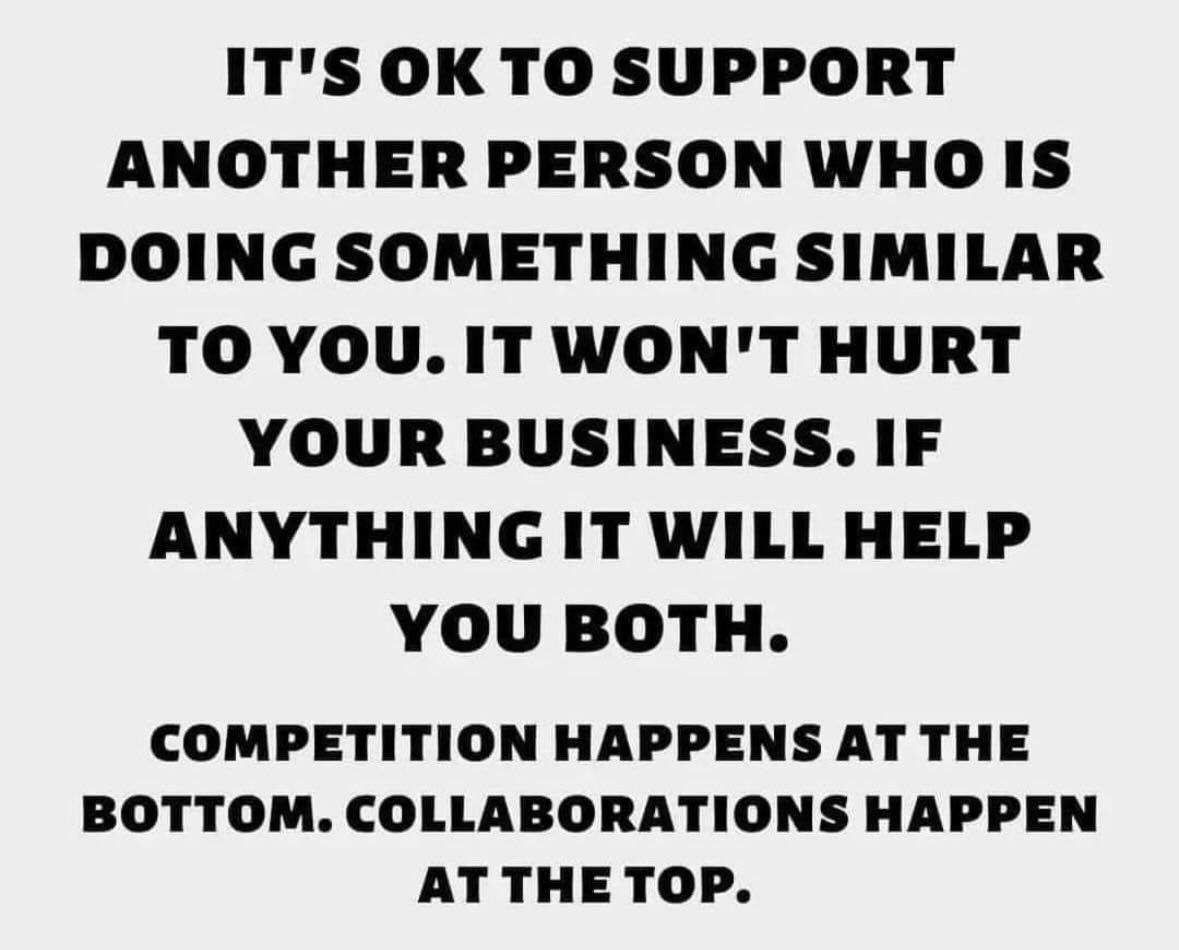 IT'S OK TO SUPPORT
ANOTHER PERSON WHO IS
DOING SOMETHING SIMILAR
TO YOU. IT WON'T HURT
YOUR BUSINESS. IF
ANYTHING IT WILL HELP
YOU BOTH.
COMPETITION HAPPENS AT THE
BOTTOM. COLLABORATIONS HAPPEN
AT THE TOP.